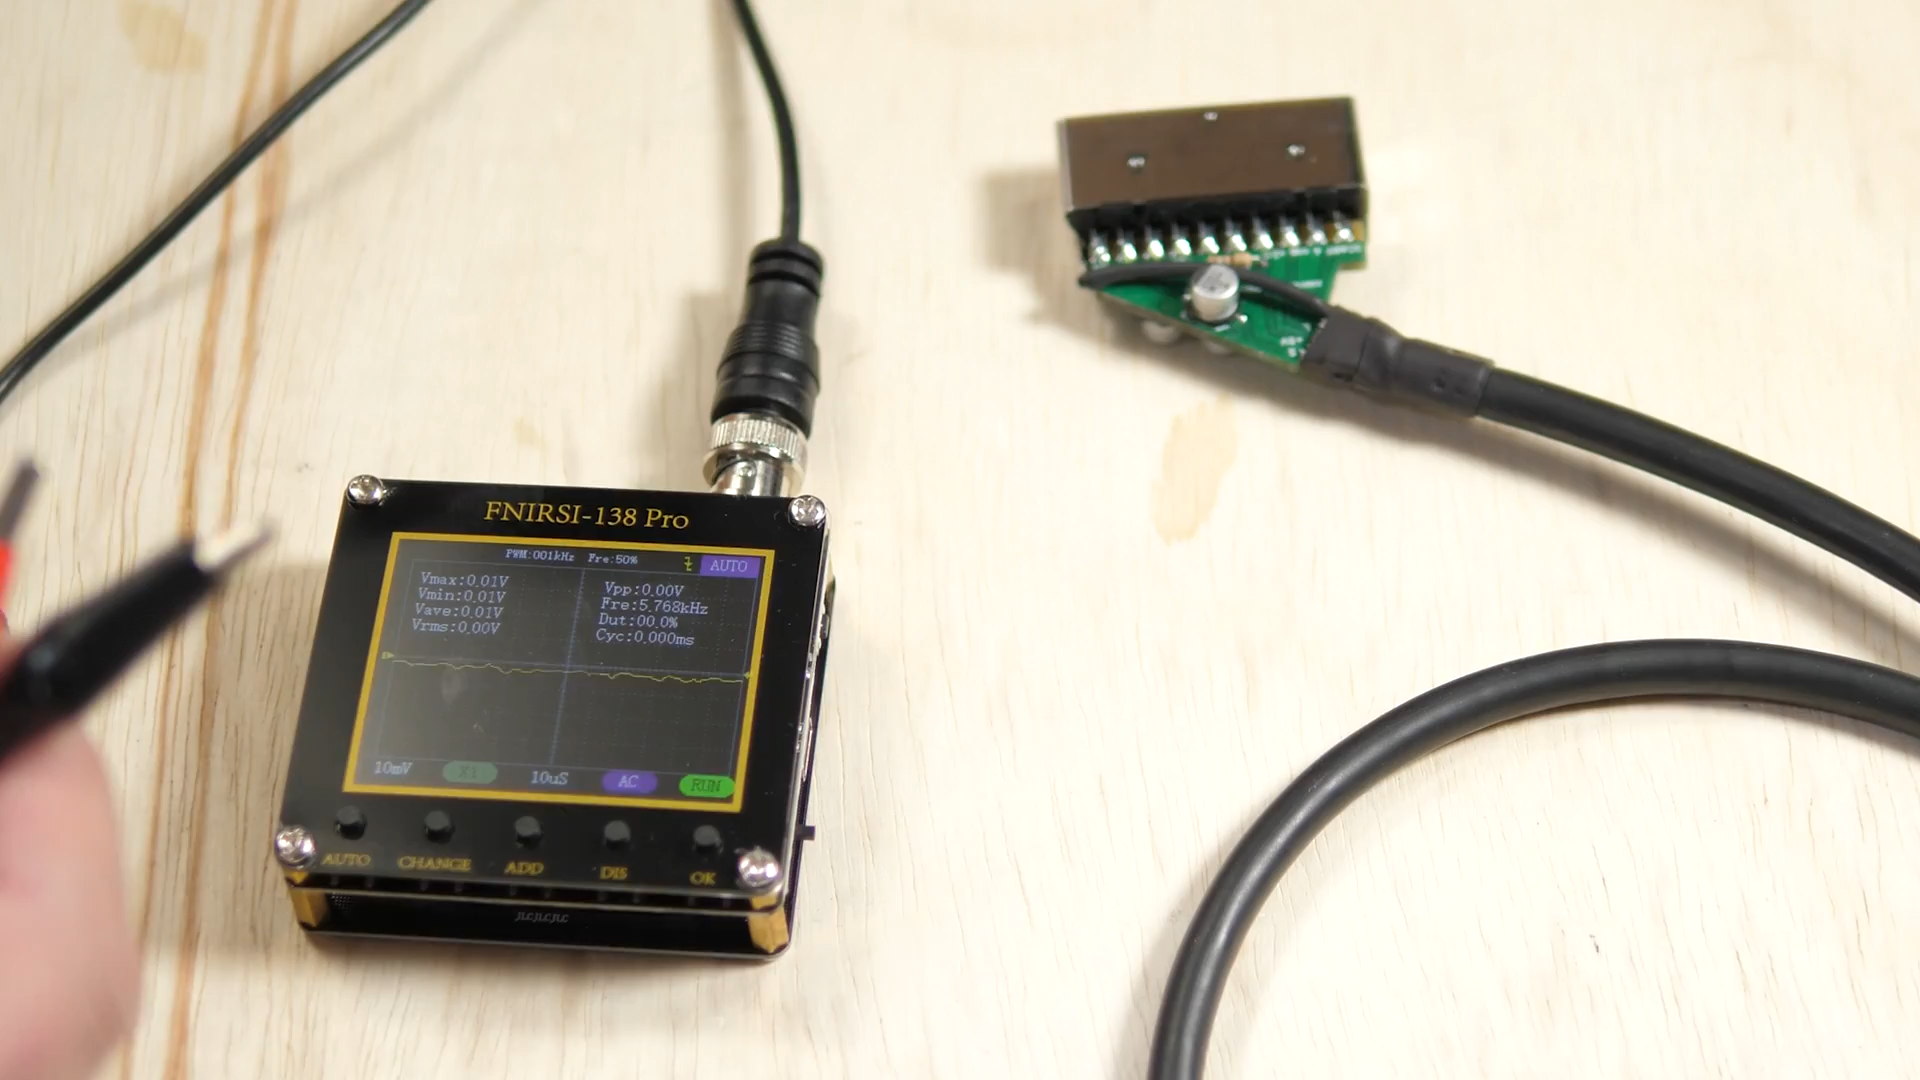 FNIRSI-138 Pro
PWM:001kHz Fre:50% AUTO
Vmax:0.01V
Vmin:0.01V
Vave:0.01V
Vrms:0.00V
Vpp:0.00V
Fre:5.768kHz
Dut:00.0%
Cyc:0.000ms
10mV X1 10uS AC RUN
AUTO CHANGE ADD DIS OK
JLCJLCJLC